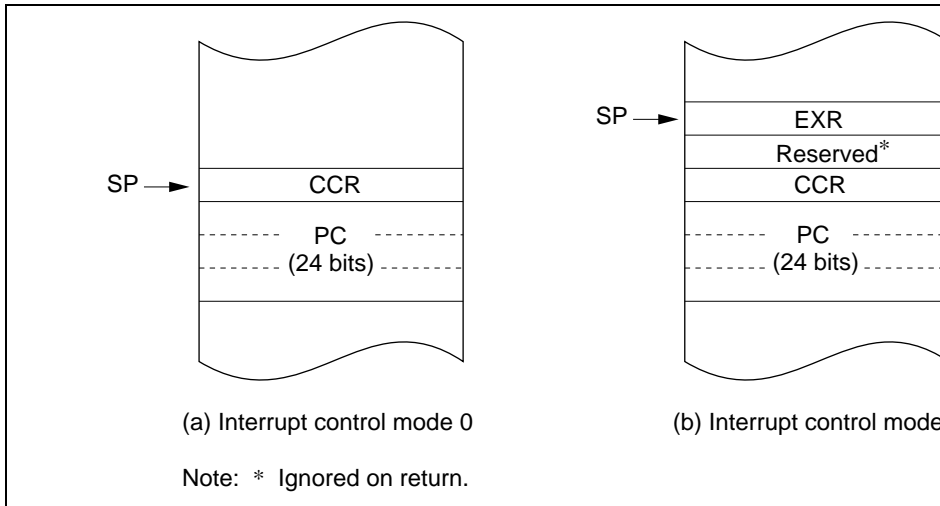 SP
CCR
PC
(24 bits)
(a) Interrupt control mode 0
SP
EXR
Reserved*
CCR
PC
(24 bits)
(b) Interrupt control mode
Note: * Ignored on return.